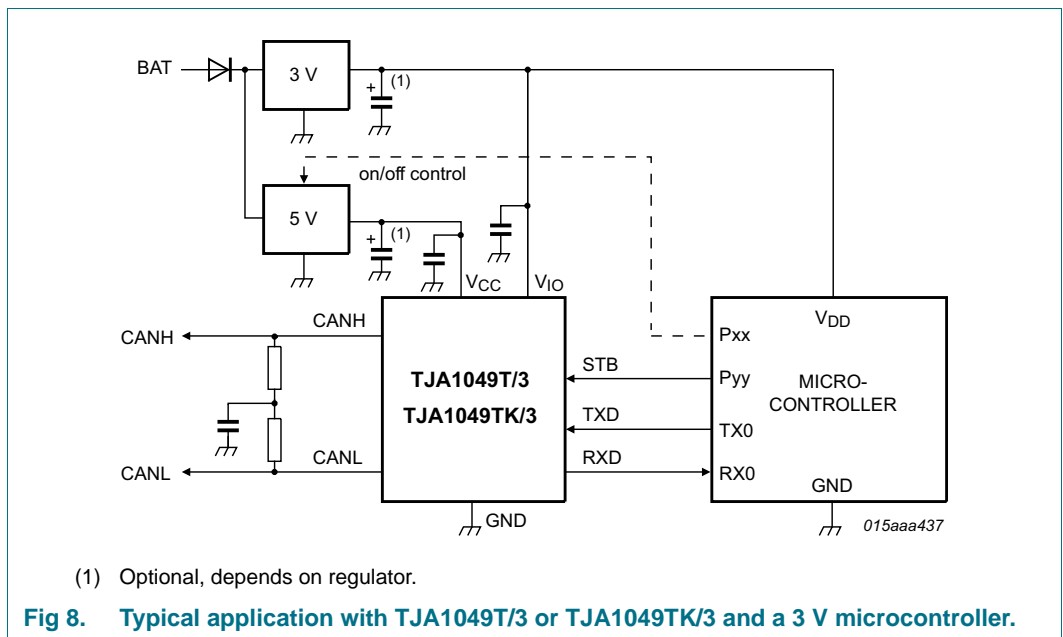 BAT
3 V
+ (1)
on/off control
5 V
+ (1)
VCC
VIO
CANH
CANH
CANL
CANL
TJA1049T/3
TJA1049TK/3
GND
STB
TXD
RXD
VDD
Pxx
Pyy
TX0
RX0
MICRO-
CONTROLLER
GND
015aaa437
(1) Optional, depends on regulator.
Fig 8. Typical application with TJA1049T/3 or TJA1049TK/3 and a 3 V microcontroller.